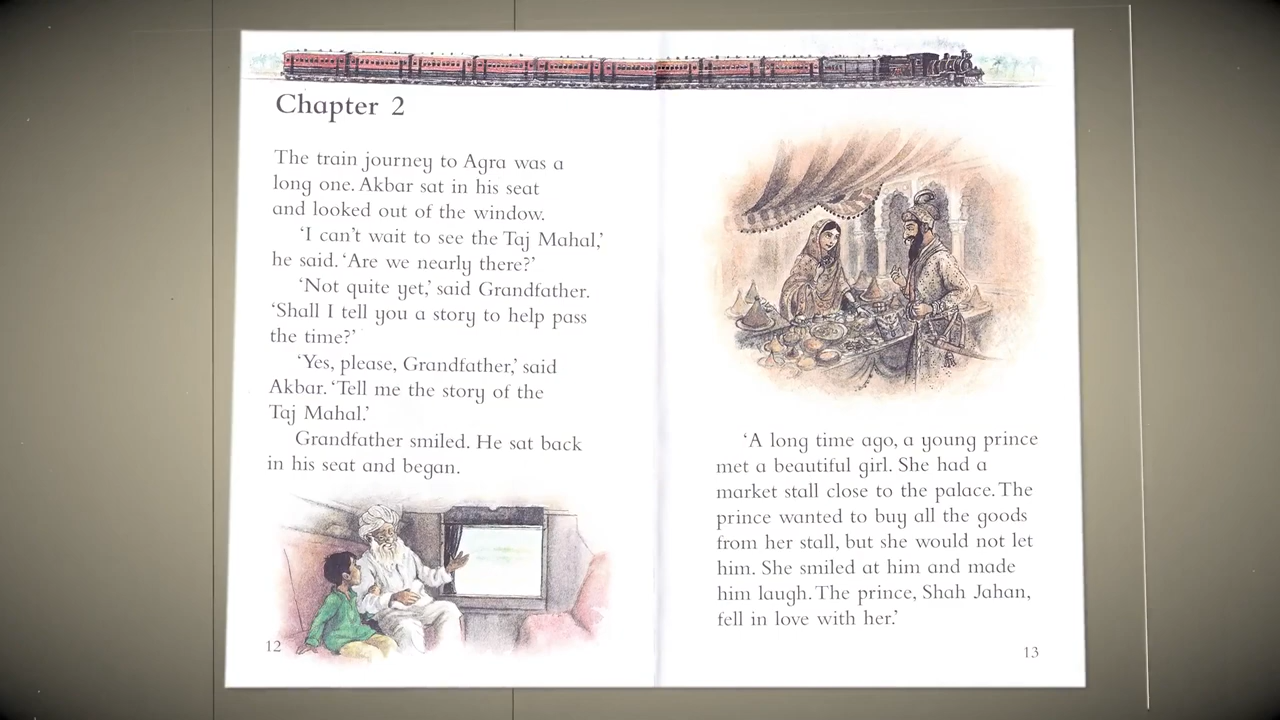 Chapter 2
The train journey to Agra was a
long one. Akbar sat in his seat
and looked out of the window.
‘I can’t wait to see the Taj Mahal,’
he said. ‘Are we nearly there?’
‘Not quite yet,’ said Grandfather.
‘Shall I tell you a story to help pass
the time?’
‘Yes, please, Grandfather,’ said
Akbar. ‘Tell me the story of the
Taj Mahal.’
Grandfather smiled. He sat back
in his seat and began.
12
‘A long time ago, a young prince
met a beautiful girl. She had a
market stall close to the palace. The
prince wanted to buy all the goods
from her stall, but she would not let
him. She smiled at him and made
him laugh. The prince, Shah Jahan,
fell in love with her.’
13